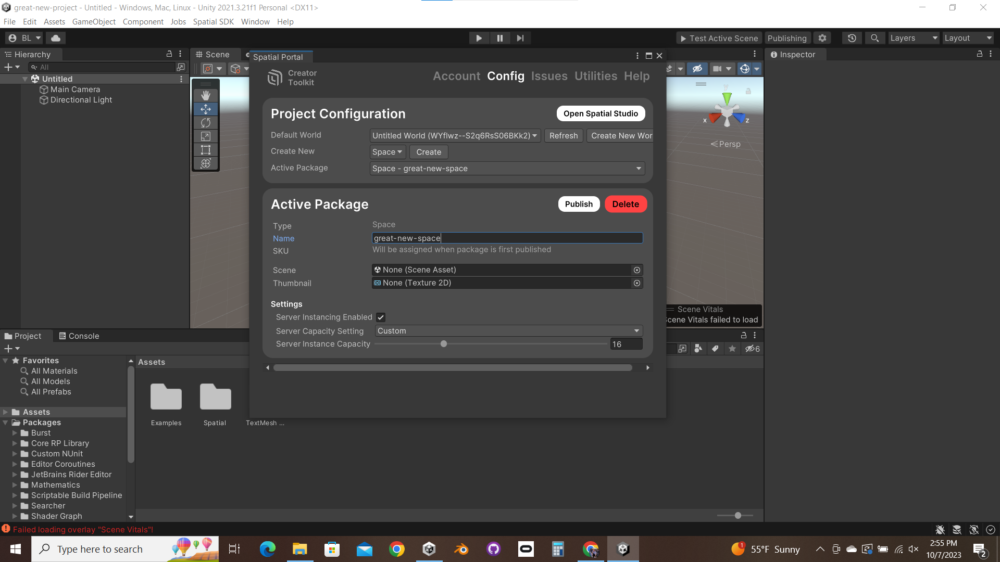 great-new-project - Untitled - Windows, Mac, Linux - Unity 2021.3.21f1 Personal <DX11>
File Edit Assets GameObject Component Jobs Spatial SDK Window Help
BL Test Active Scene Publishing Layers Layout
Hierarchy
All
Untitled
Main Camera
Directional Light
Scene
Spatial Portal
Creator
Toolkit
Account Config Issues Utilities Help
Project Configuration
Open Spatial Studio
Default World
Untitled World (WYflwz--S2q6RsS06BKk2)
Refresh
Create New Wor
Create New
Space
Create
Active Package
Space - great-new-space
Active Package
Publish
Delete
Type
Space
Name
great-new-space
SKU
Will be assigned when package is first published
Scene
None (Scene Asset)
Thumbnail
None (Texture 2D)
Settings
Server Instancing Enabled
Server Capacity Setting
Custom
Server Instance Capacity
16
y
x
z
Persp
Scene Vitals
Scene Vitals failed to load
Inspector
Project
Console
6
Favorites
All Materials
All Models
All Prefabs
Assets
Packages
Burst
Core RP Library
Custom NUnit
Editor Coroutines
JetBrains Rider Editor
Mathematics
Scriptable Build Pipeline
Searcher
Shader Graph
Assets
Examples
Spatial
TextMesh ...
Failed loading overlay "Scene Vitals"!
Type here to search
1
55°F Sunny
2:55 PM
10/7/2023
2